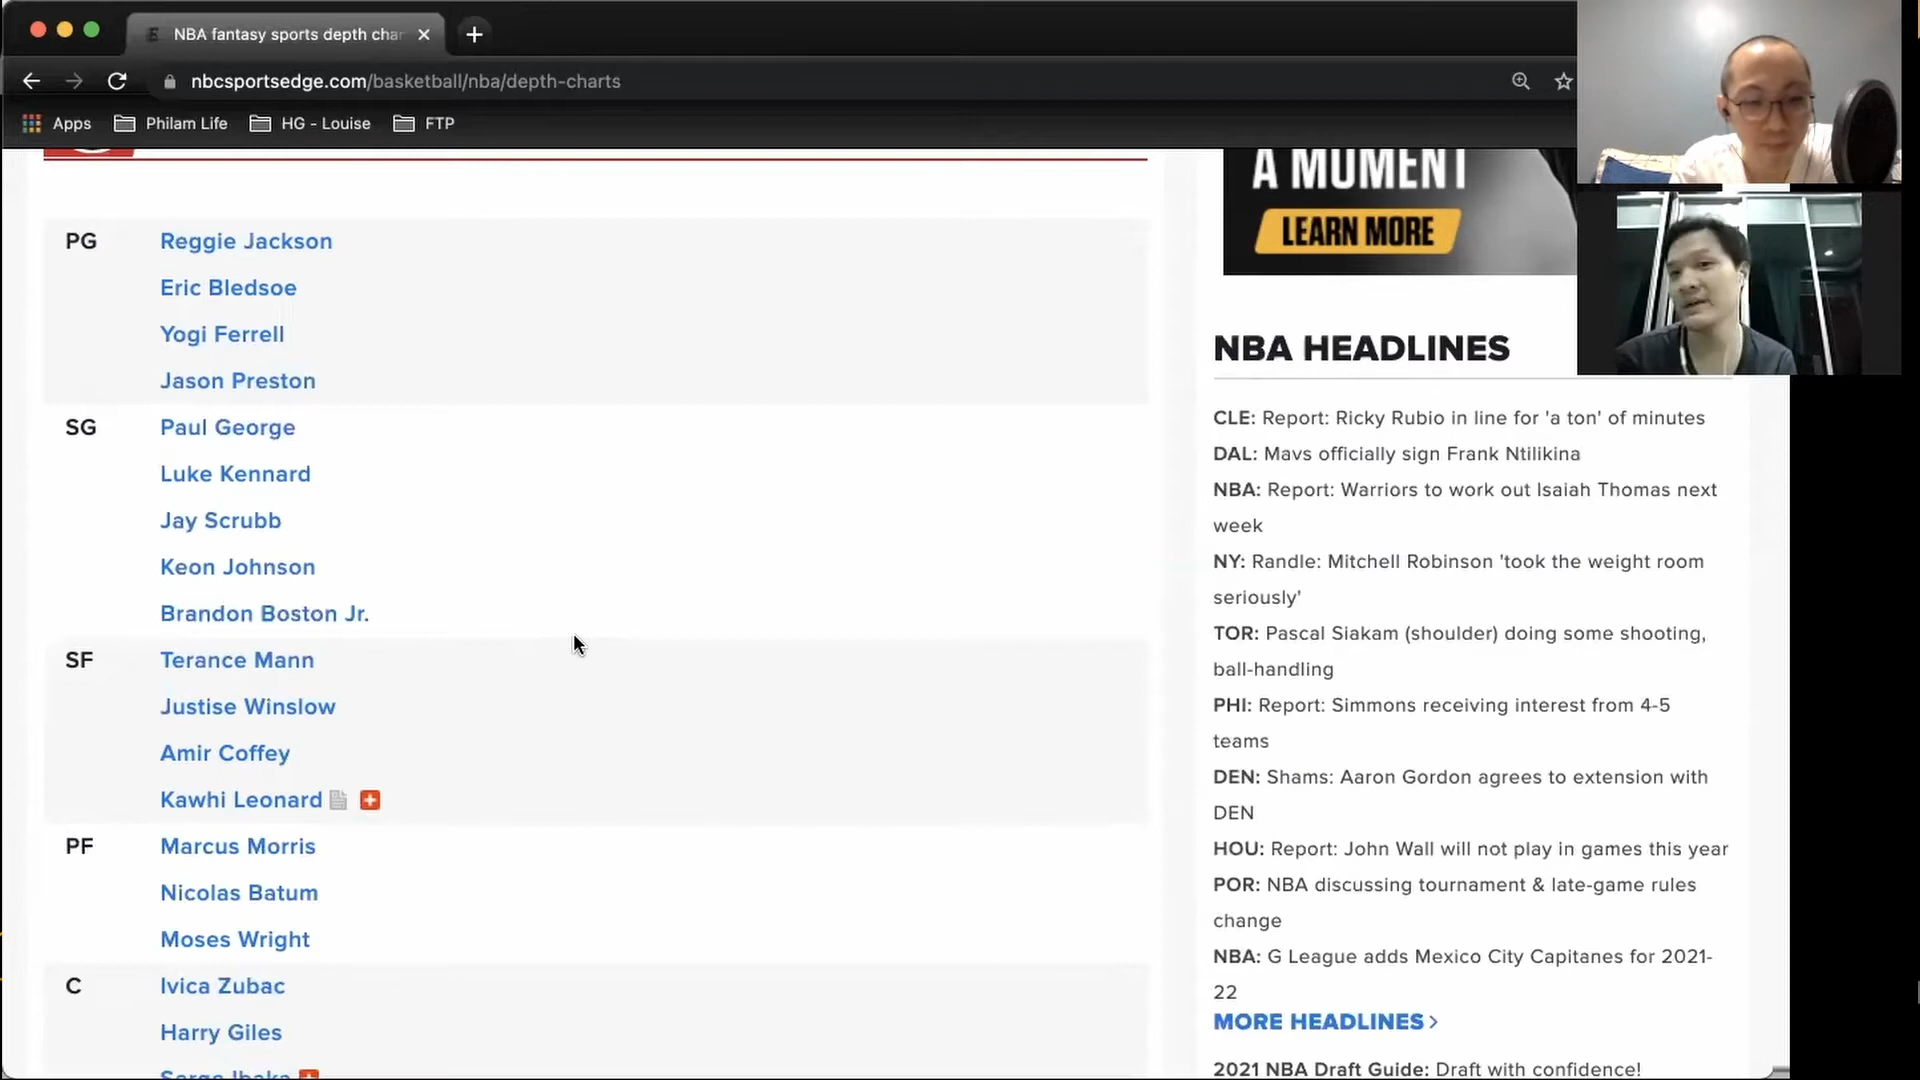 NBA fantasy sports depth char
nbcsportsedge.com/basketball/nba/depth-charts
Apps
Philam Life
HG - Louise
FTP
A MOMENT
LEARN MORE
PG
Reggie Jackson
Eric Bledsoe
Yogi Ferrell
Jason Preston
SG
Paul George
Luke Kennard
Jay Scrubb
Keon Johnson
Brandon Boston Jr.
SF
Terance Mann
Justise Winslow
Amir Coffey
Kawhi Leonard
PF
Marcus Morris
Nicolas Batum
Moses Wright
C
Ivica Zubac
Harry Giles
Serge Ibaka
NBA HEADLINES
CLE: Report: Ricky Rubio in line for 'a ton' of minutes
DAL: Mavs officially sign Frank Ntilikina
NBA: Report: Warriors to work out Isaiah Thomas next
week
NY: Randle: Mitchell Robinson 'took the weight room
seriously'
TOR: Pascal Siakam (shoulder) doing some shooting,
ball-handling
PHI: Report: Simmons receiving interest from 4-5
teams
DEN: Shams: Aaron Gordon agrees to extension with
DEN
HOU: Report: John Wall will not play in games this year
POR: NBA discussing tournament & late-game rules
change
NBA: G League adds Mexico City Capitanes for 2021-
22
MORE HEADLINES >
2021 NBA Draft Guide: Draft with confidence!